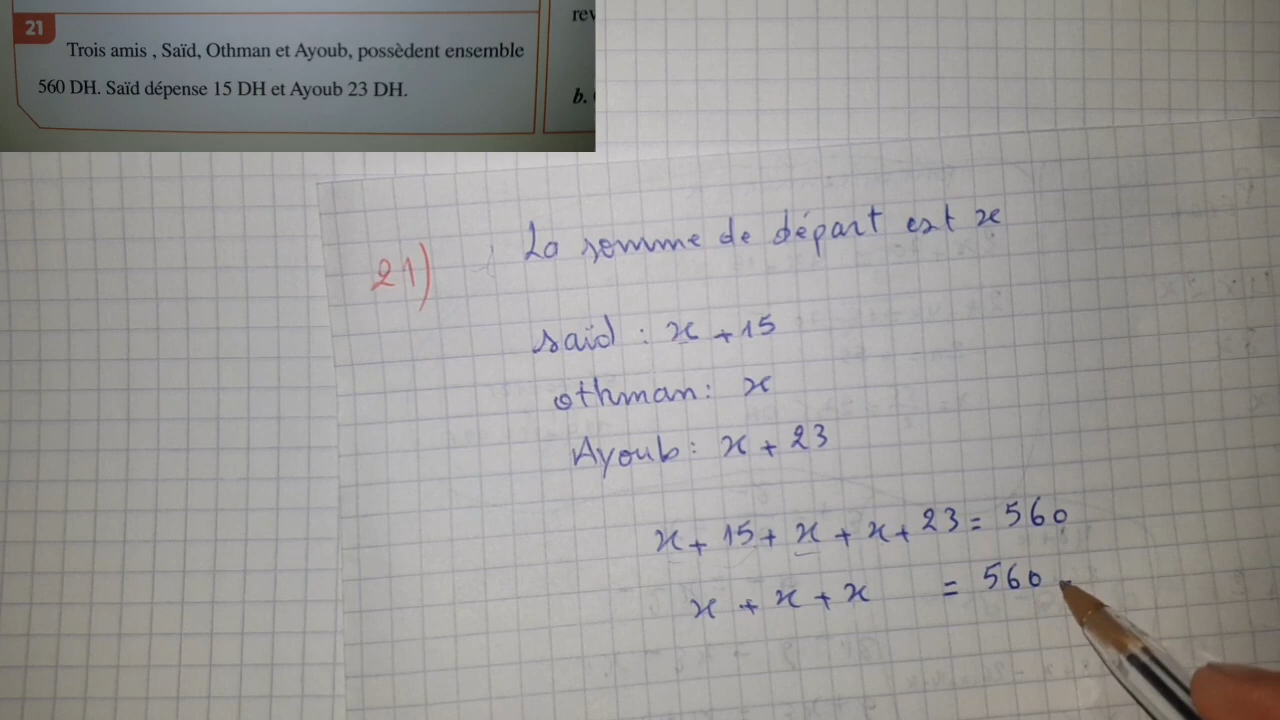 21
Trois amis , Saïd, Othman et Ayoub, possèdent ensemble
560 DH. Saïd dépense 15 DH et Ayoub 23 DH.
rev
b.
21)
La somme de départ est x
saïd : x + 15
othman : x
Ayoub : x + 23
x + 15 + x + x + 23 = 560
x + x + x = 560 -